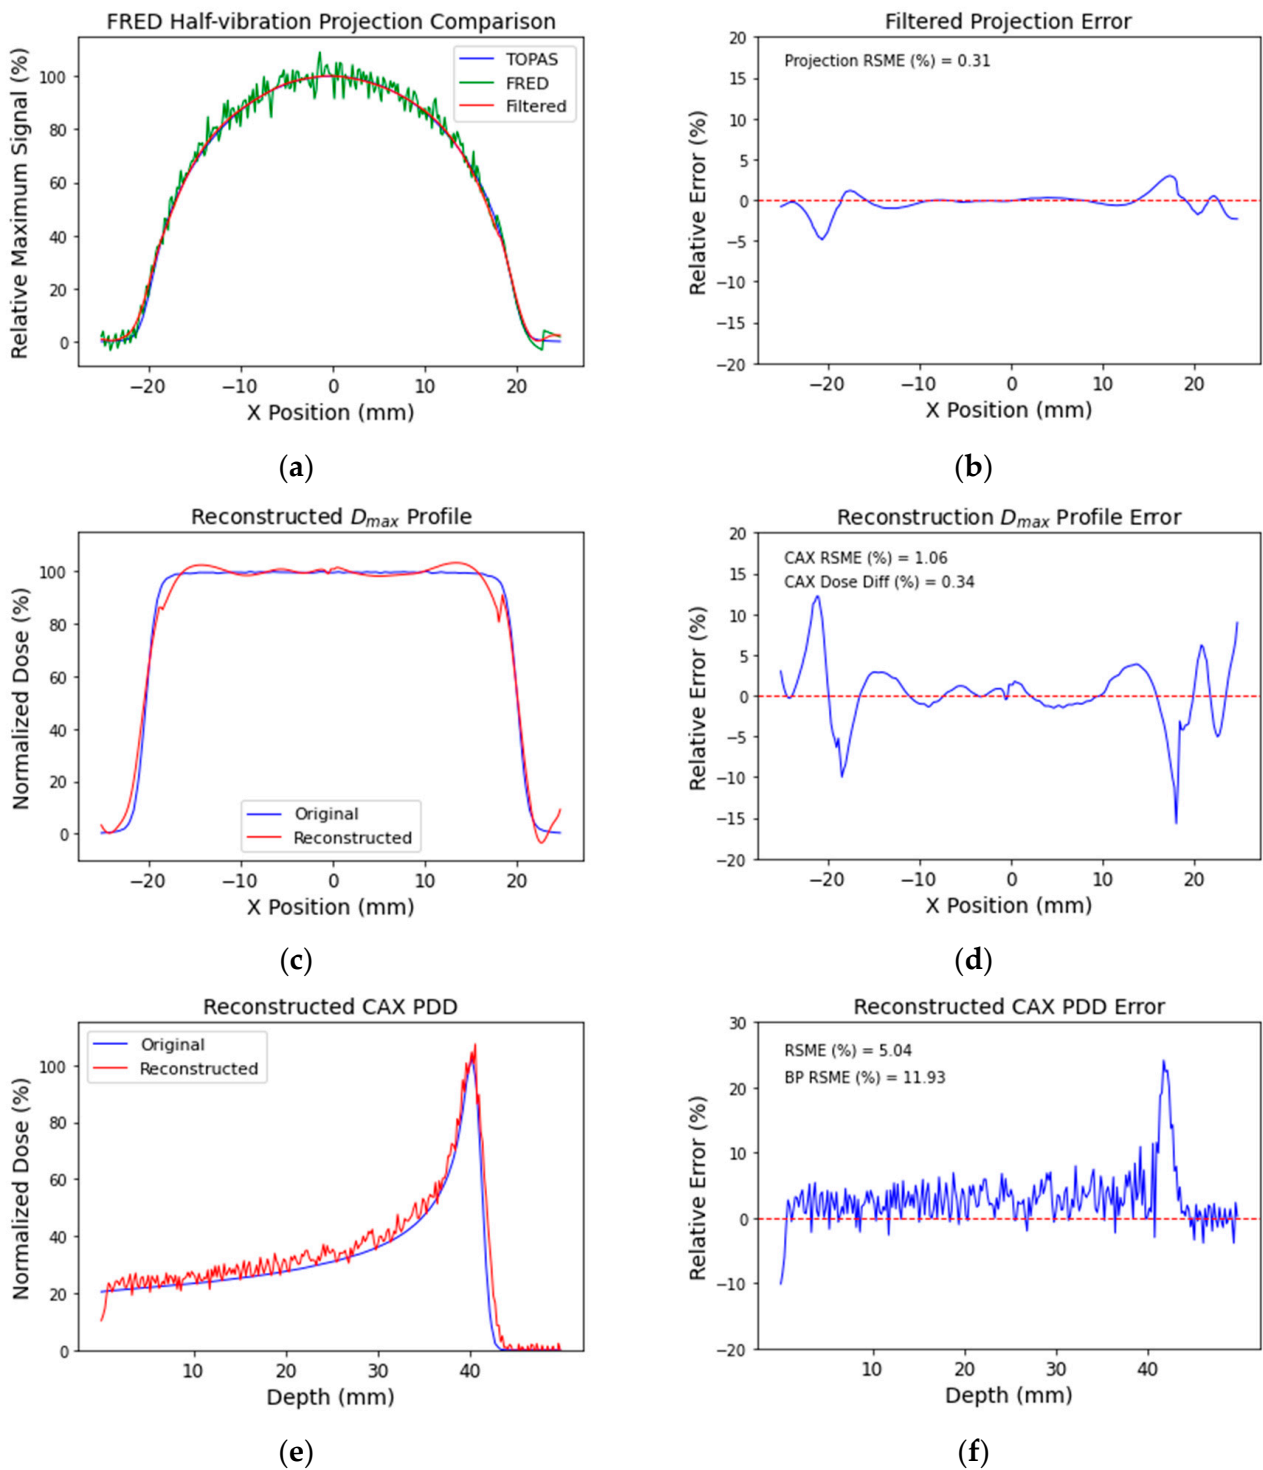 FRED Half-vibration Projection Comparison
Relative Maximum Signal (%)
100
80
60
40
20
0
TOPAS
FRED
Filtered
−20 −10 0 10 20
X Position (mm)
(a)
Filtered Projection Error
Relative Error (%)
20
15
10
5
0
−5
−10
−15
−20
Projection RSME (%) = 0.31
−20 −10 0 10 20
X Position (mm)
(b)
Reconstructed Dmax Profile
Normalized Dose (%)
100
80
60
40
20
0
Original
Reconstructed
−20 −10 0 10 20
X Position (mm)
(c)
Reconstruction Dmax Profile Error
Relative Error (%)
20
15
10
5
0
−5
−10
−15
−20
CAX RSME (%) = 1.06
CAX Dose Diff (%) = 0.34
−20 −10 0 10 20
X Position (mm)
(d)
Reconstructed CAX PDD
Normalized Dose (%)
100
80
60
40
20
0
Original
Reconstructed
10 20 30 40
Depth (mm)
(e)
Reconstructed CAX PDD Error
Relative Error (%)
30
20
10
0
−10
−20
RSME (%) = 5.04
BP RSME (%) = 11.93
10 20 30 40
Depth (mm)
(f)